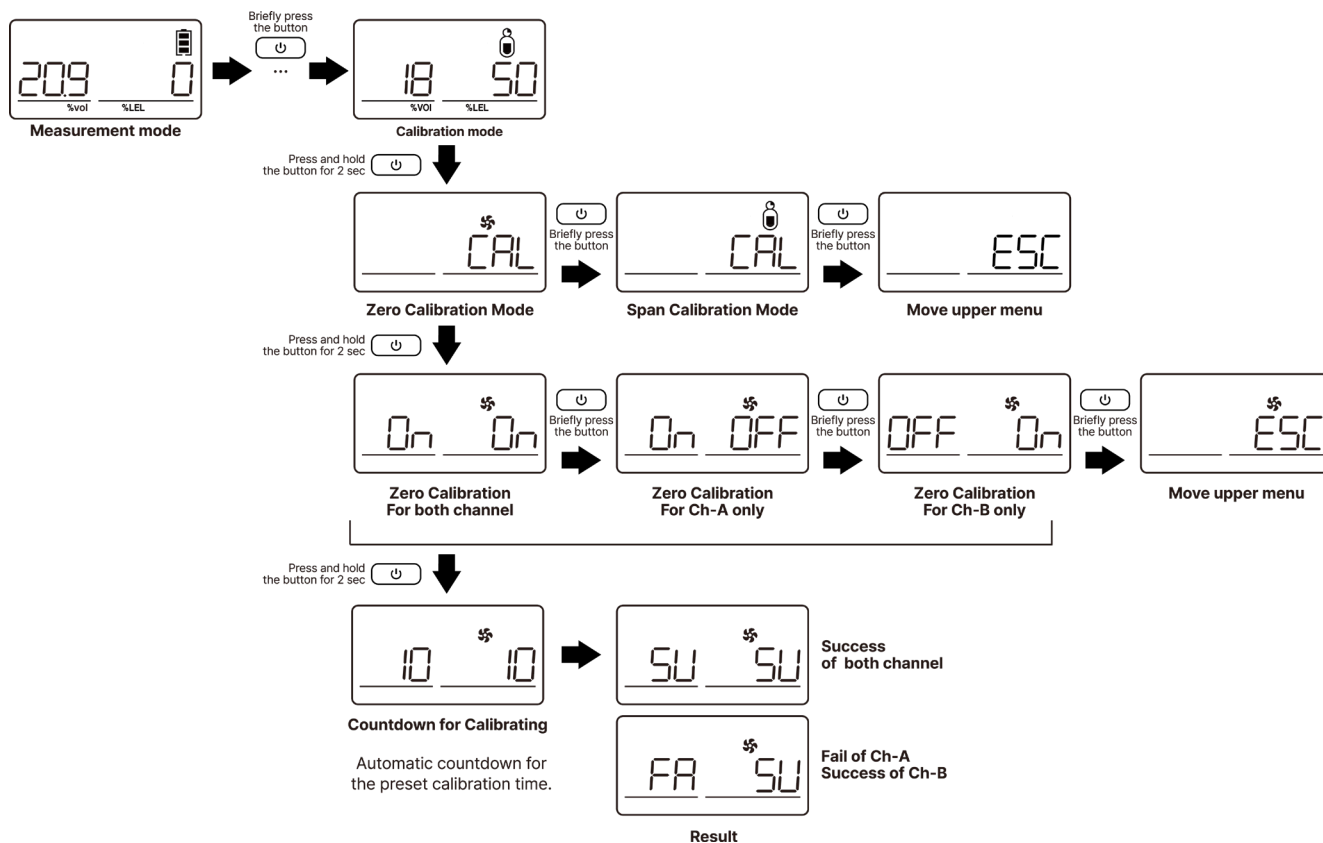 Briefly press
the button
...
20.9 0
%vol %LEL
Measurement mode
18 50
%VOl %LEL
Calibration mode
Press and hold
the button for 2 sec
CAL
Zero Calibration Mode
Briefly press
the button
CAL
Span Calibration Mode
Briefly press
the button
ESC
Move upper menu
Press and hold
the button for 2 sec
On On
Zero Calibration
For both channel
Briefly press
the button
On OFF
Zero Calibration
For Ch-A only
Briefly press
the button
OFF On
Zero Calibration
For Ch-B only
Briefly press
the button
ESC
Move upper menu
Press and hold
the button for 2 sec
10 10
Countdown for Calibrating
Automatic countdown for
the preset calibration time.
SU SU
Success
of both channel
FA SU
Fail of Ch-A
Success of Ch-B
Result